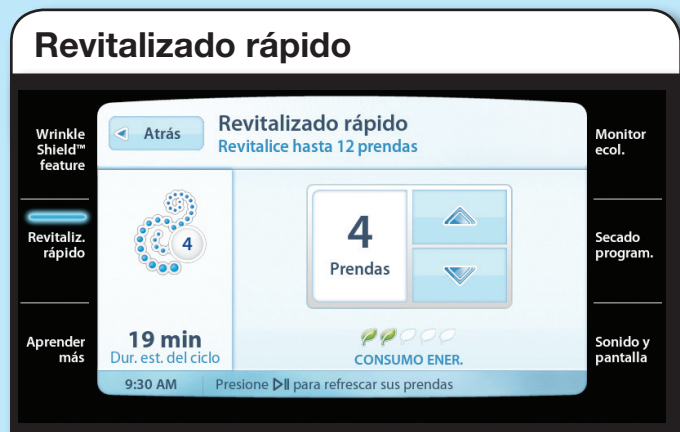 Revitalizado rápido
Wrinkle
Shield™
feature
Revitaliz.
rápido
Aprender
más
Atrás
Revitalizado rápido
Revitalice hasta 12 prendas
4
19 min
Dur. est. del ciclo
4
Prendas
CONSUMO ENER.
9:30 AM
Presione ▷II para refrescar sus prendas
Monitor
ecol.
Secado
program.
Sonido y
pantalla